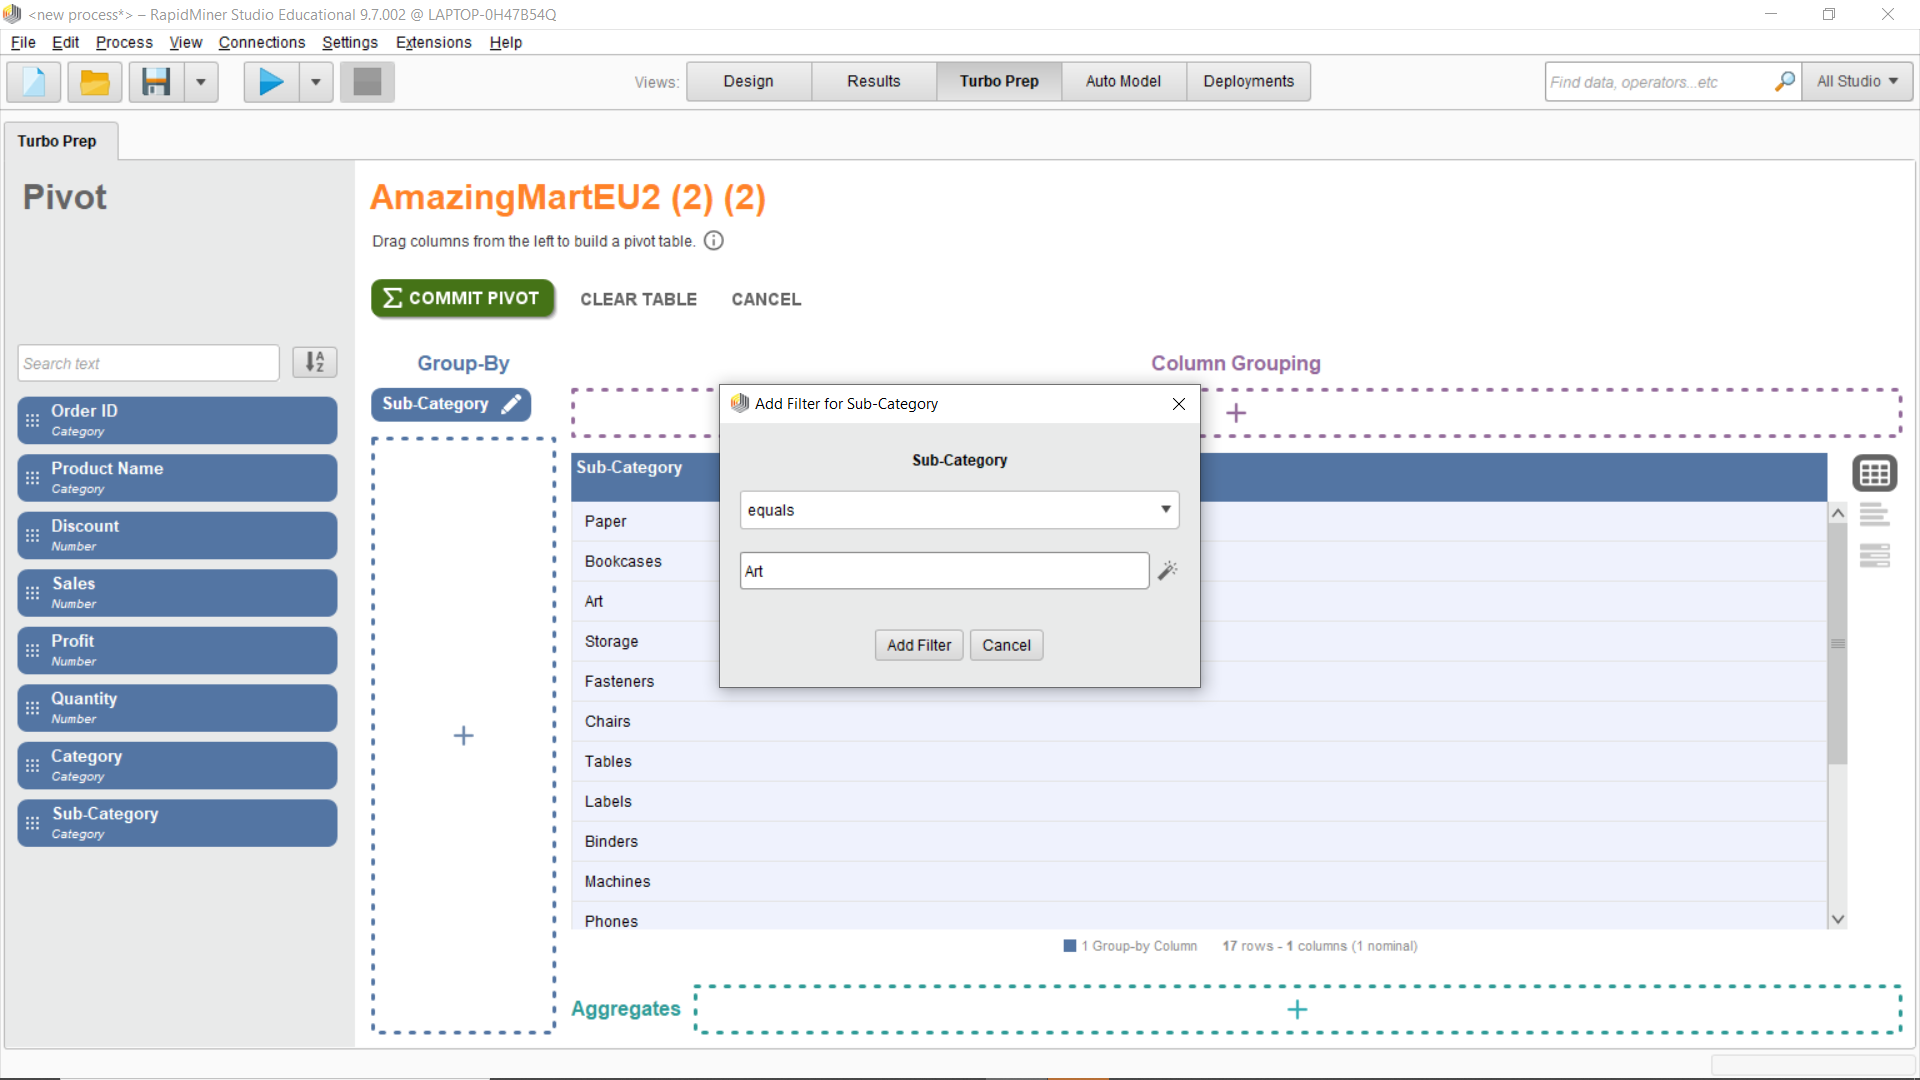 <new process*> – RapidMiner Studio Educational 9.7.002 @ LAPTOP-0H47B54Q
File Edit Process View Connections Settings Extensions Help
Views: Design Results Turbo Prep Auto Model Deployments
Find data, operators...etc
All Studio
Turbo Prep
Pivot
AmazingMartEU2 (2) (2)
Drag columns from the left to build a pivot table.
COMMIT PIVOT CLEAR TABLE CANCEL
Search text
Order ID
Category
Product Name
Category
Discount
Number
Sales
Number
Profit
Number
Quantity
Number
Category
Category
Sub-Category
Category
Group-By
Sub-Category
Column Grouping
Add Filter for Sub-Category
Sub-Category
equals
Art
Add Filter Cancel
Sub-Category
Paper
Bookcases
Art
Storage
Fasteners
Chairs
Tables
Labels
Binders
Machines
Phones
1 Group-by Column 17 rows - 1 columns (1 nominal)
Aggregates